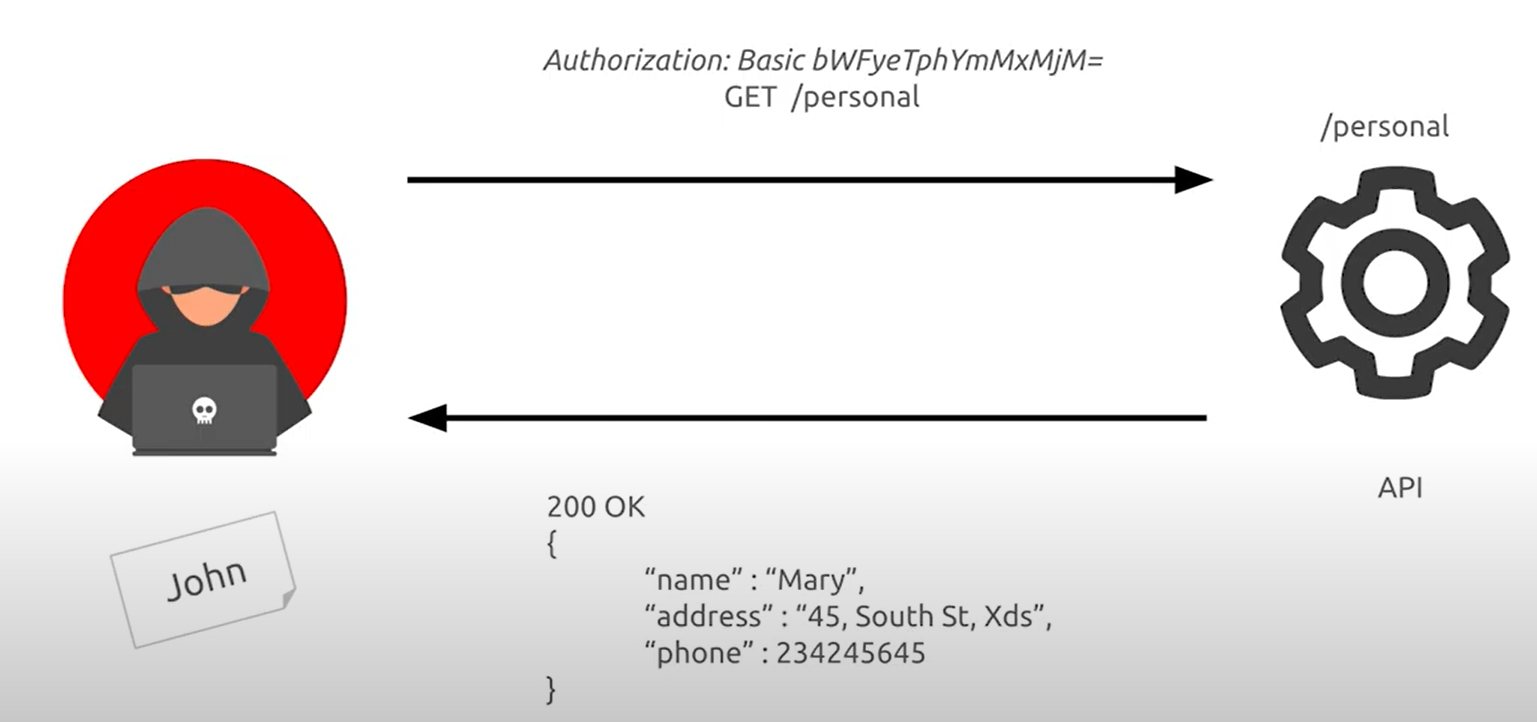 Authorization: Basic bWFyeTphYmMxMjM=
GET /personal
/personal
API
John
200 OK
{
“name” : “Mary”,
“address” : “45, South St, Xds”,
“phone” : 234245645
}